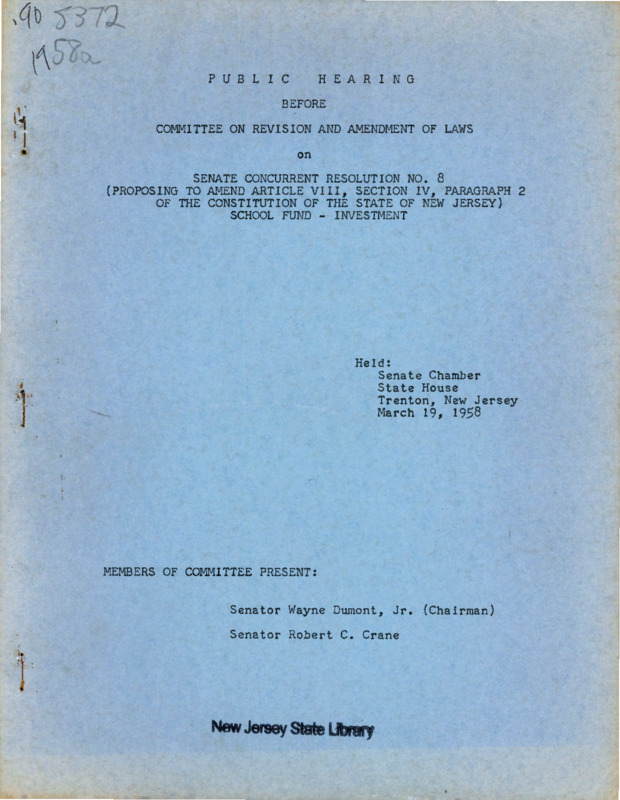 .90 5372
1958a
PUBLIC HEARING
BEFORE
COMMITTEE ON REVISION AND AMENDMENT OF LAWS
on
SENATE CONCURRENT RESOLUTION NO. 8
(PROPOSING TO AMEND ARTICLE VIII, SECTION IV, PARAGRAPH 2
OF THE CONSTITUTION OF THE STATE OF NEW JERSEY)
SCHOOL FUND - INVESTMENT
Held:
Senate Chamber
State House
Trenton, New Jersey
March 19, 1958
MEMBERS OF COMMITTEE PRESENT:
Senator Wayne Dumont, Jr. (Chairman)
Senator Robert C. Crane
New Jersey State Library